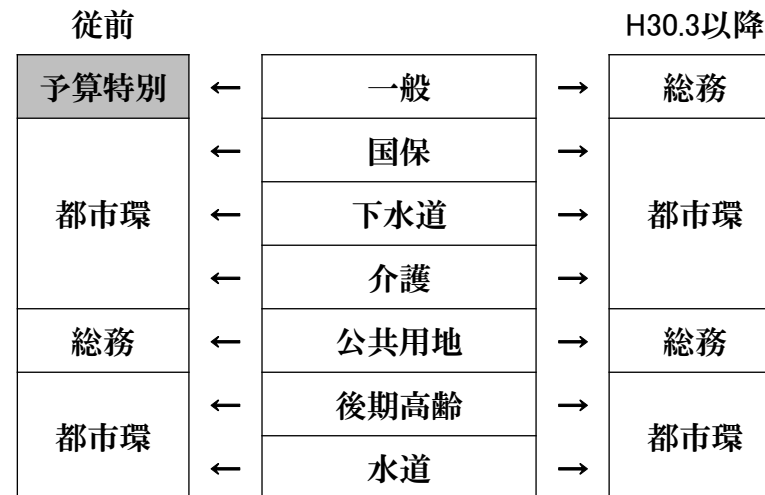 従前 H30.3以降
予算特別 ← 一般 → 総務
← 国保 →
都市環 ← 下水道 → 都市環
← 介護 →
総務 ← 公共用地 → 総務
← 後期高齢 →
都市環 都市環
← 水道 →